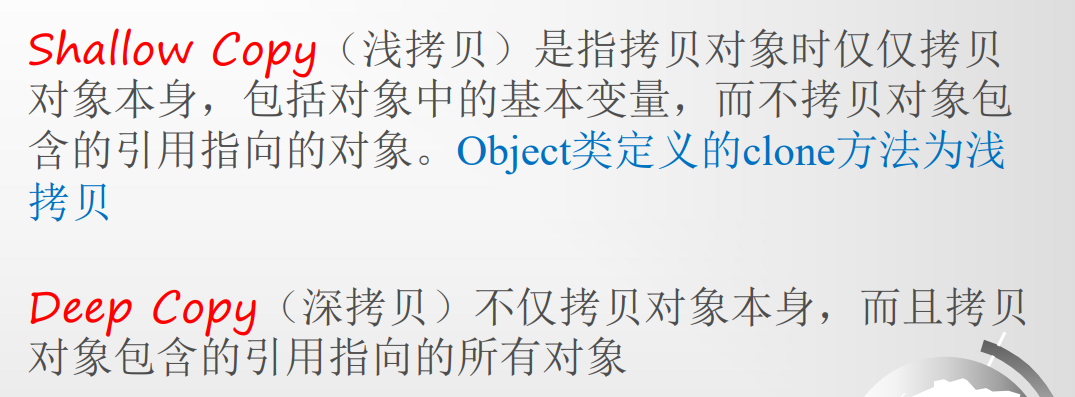 Shallow Copy（浅拷贝）是指拷贝对象时仅仅拷贝
对象本身，包括对象中的基本变量，而不拷贝对象包
含的引用指向的对象。Object类定义的clone方法为浅
拷贝
Deep Copy（深拷贝）不仅拷贝对象本身，而且拷贝
对象包含的引用指向的所有对象